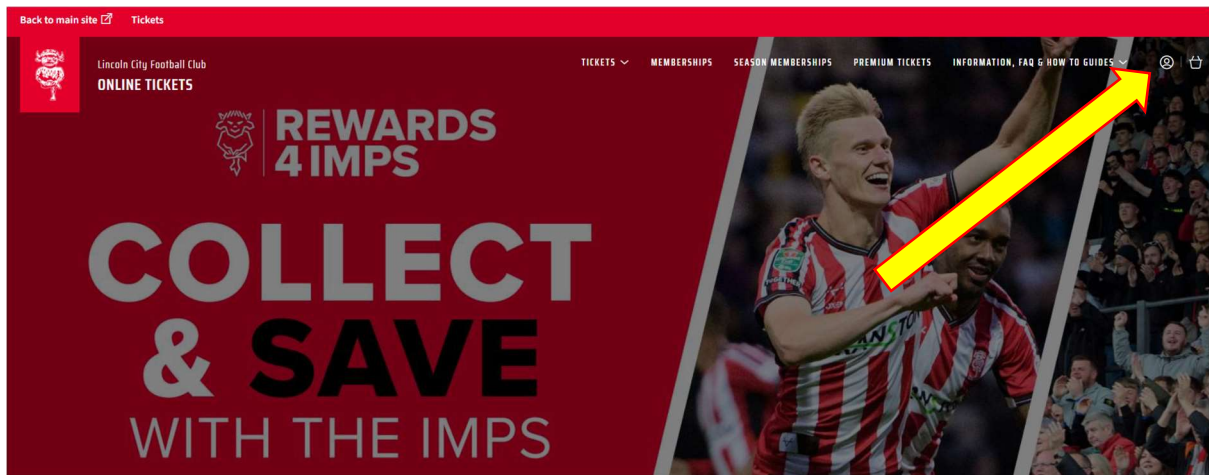 Back to main site Tickets
Lincoln City Football Club
ONLINE TICKETS
TICKETS MEMBERSHIPS SEASON MEMBERSHIPS PREMIUM TICKETS INFORMATION, FAQ & HOW TO GUIDES
REWARDS
4 IMPS
COLLECT
& SAVE
WITH THE IMPS